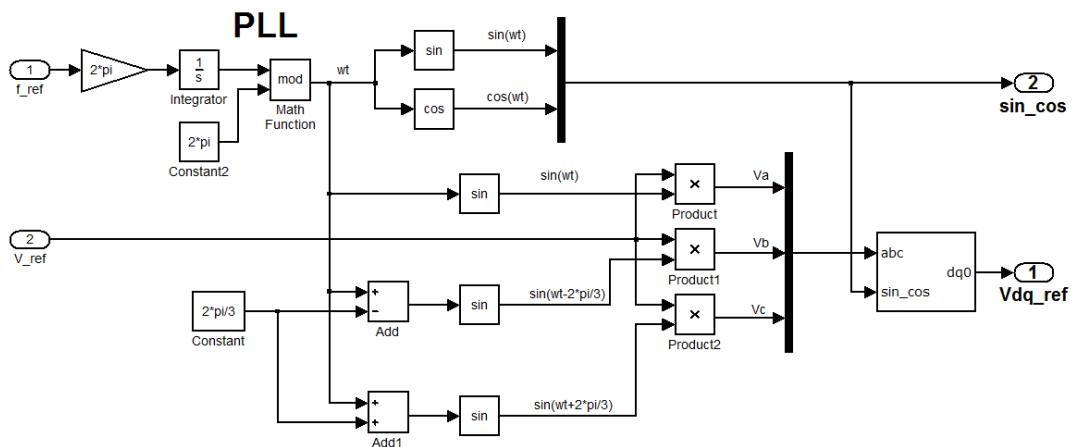 PLL
1
f_ref
2*pi
1
s
Integrator
mod
Math
Function
wt
2*pi
Constant2
sin
sin(wt)
cos
cos(wt)
2
sin_cos
sin(wt)
sin
×
Product
Va
2
V_ref
×
Product1
Vb
abc
dq0
sin_cos
1
Vdq_ref
2*pi/3
Constant
+
−
Add
sin
sin(wt-2*pi/3)
×
Product2
Vc
+
+
Add1
sin
sin(wt+2*pi/3)